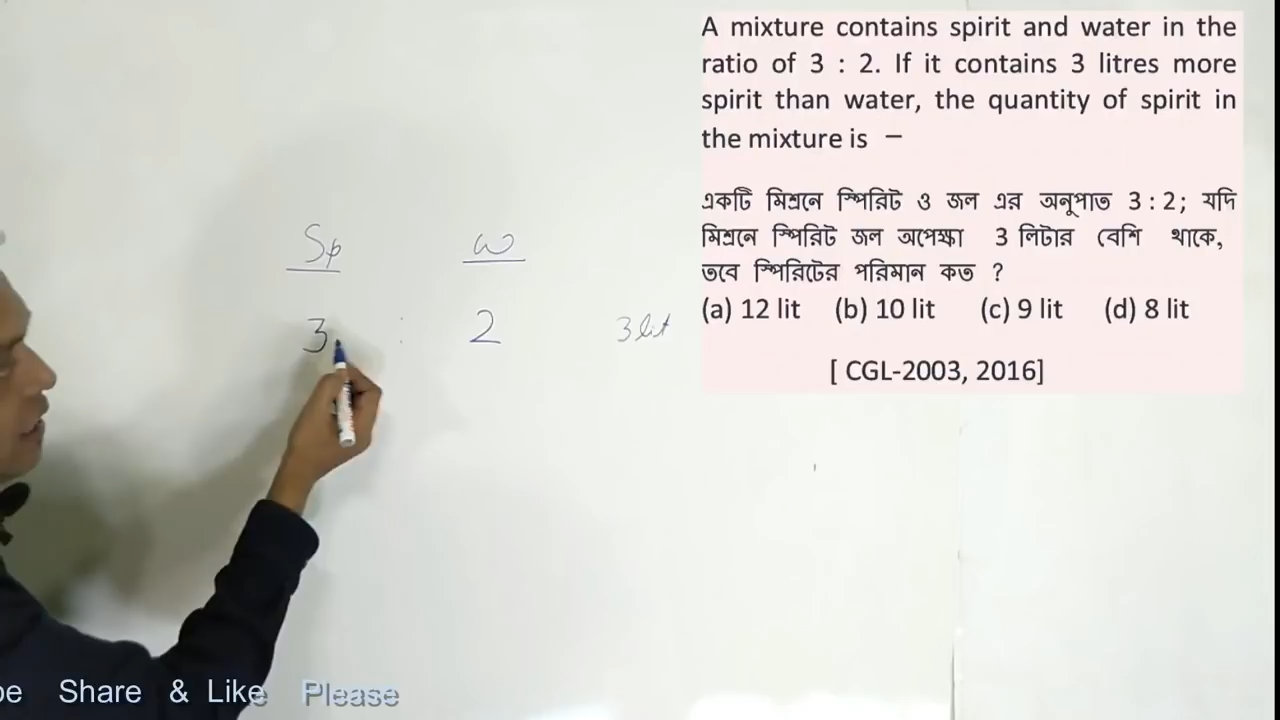 A mixture contains spirit and water in the
ratio of 3 : 2. If it contains 3 litres more
spirit than water, the quantity of spirit in
the mixture is –
একটি মিশ্রনে স্পিরিট ও জল এর অনুপাত 3 : 2; যদি
মিশ্রনে স্পিরিট জল অপেক্ষা 3 লিটার বেশি থাকে,
তবে স্পিরিটের পরিমান কত ?
(a) 12 lit (b) 10 lit (c) 9 lit (d) 8 lit
[ CGL-2003, 2016]
Sp W
3 : 2 3 lit
Share & Like Please